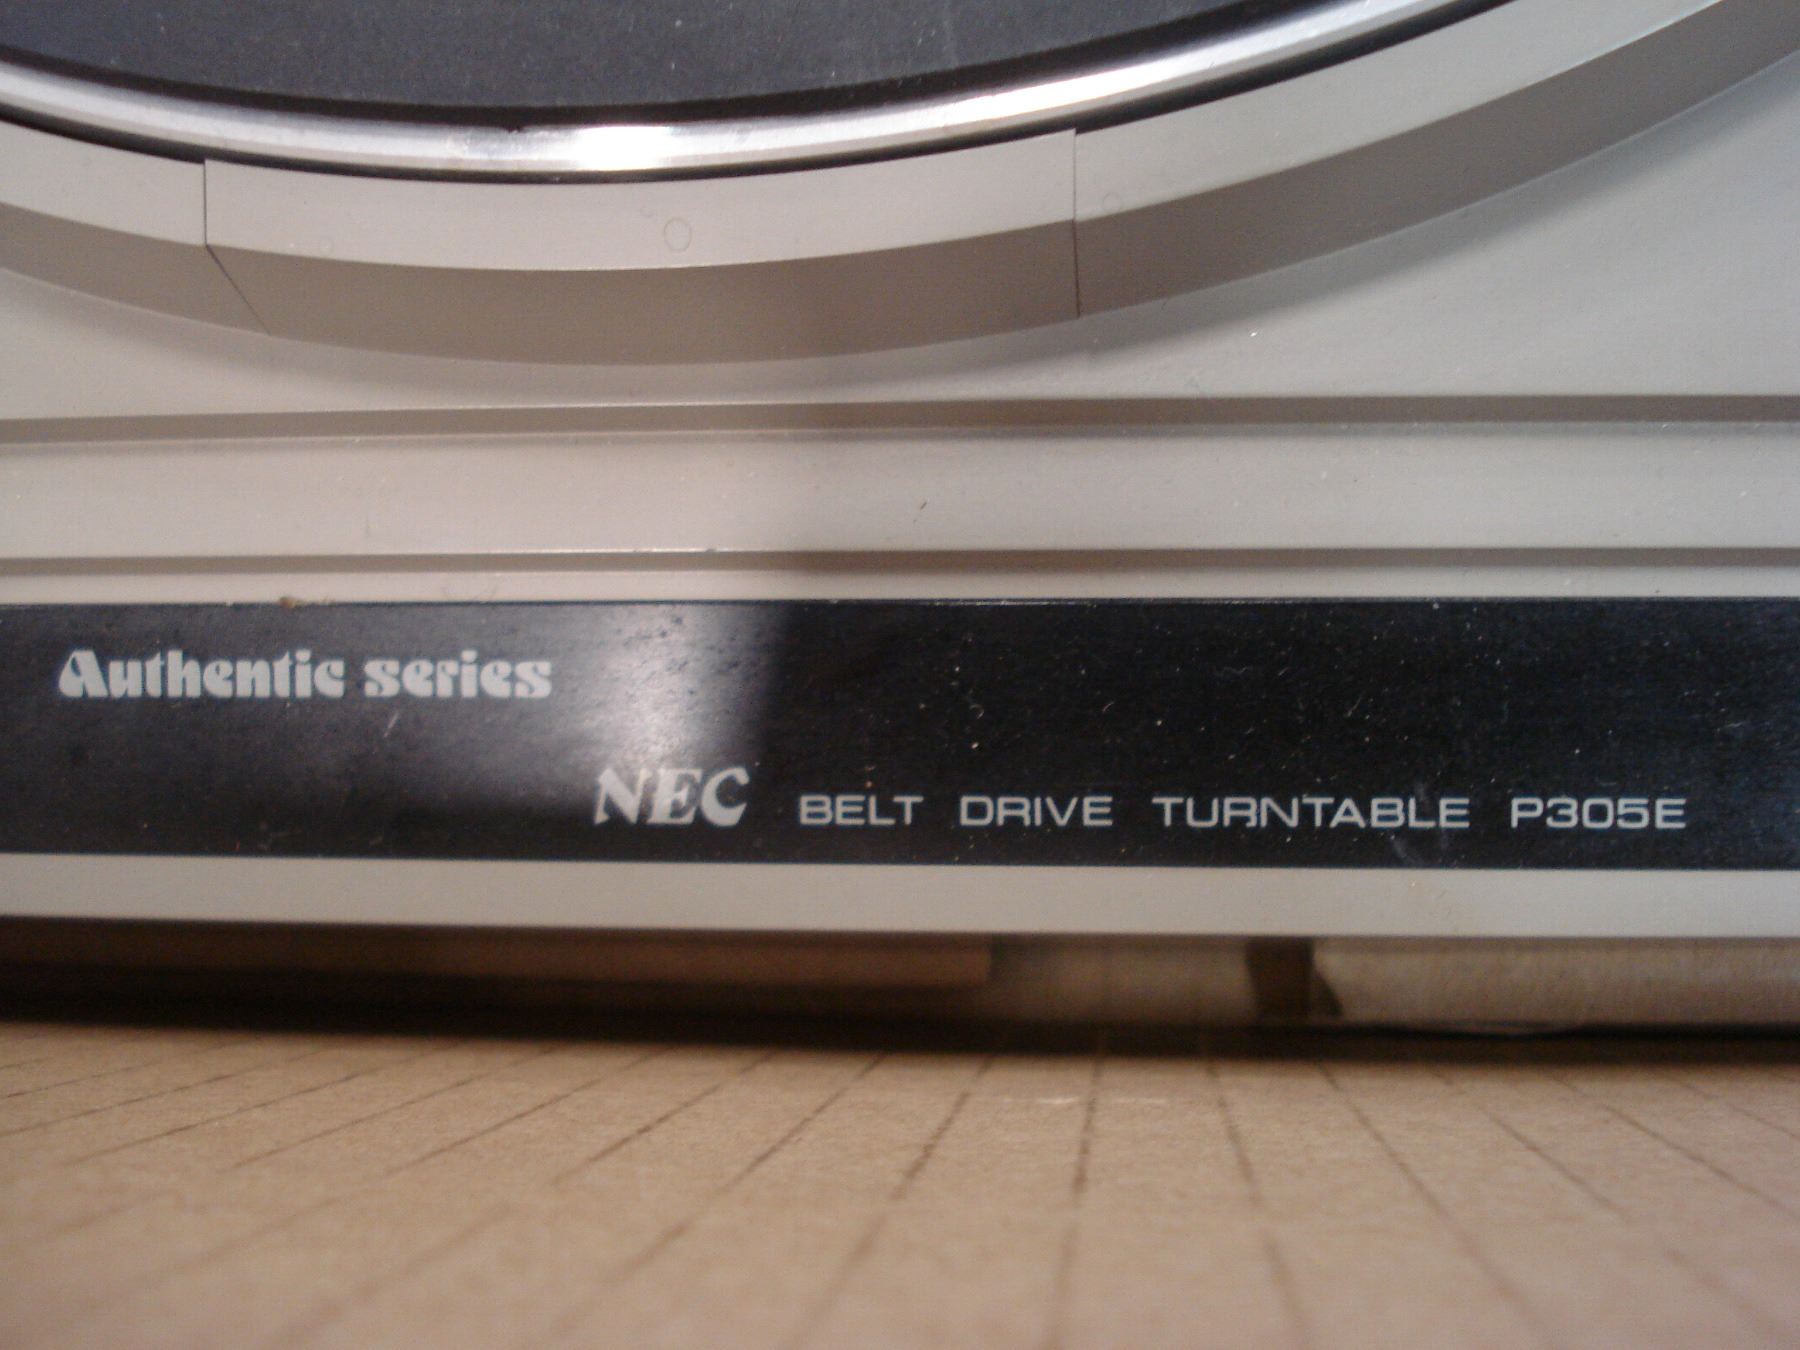 Authentic series
NEC BELT DRIVE TURNTABLE P305E